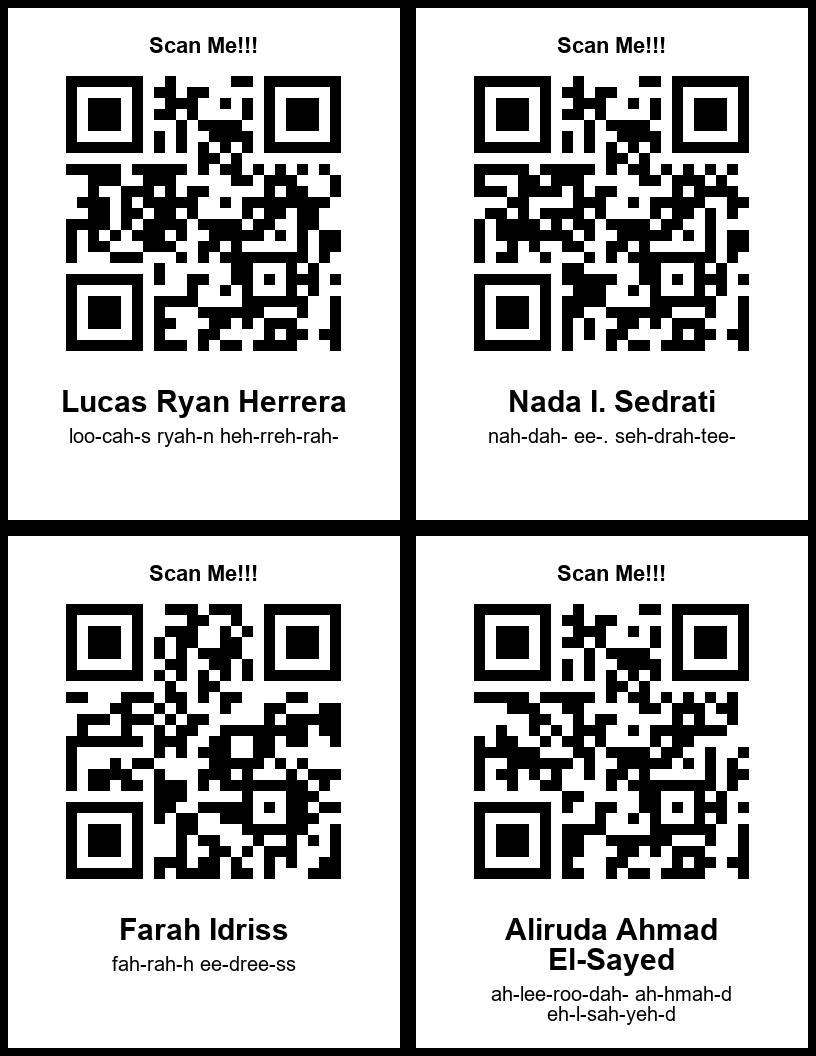 Scan Me!!!
Lucas Ryan Herrera
loo-cah-s ryah-n heh-rreh-rah-
Scan Me!!!
Nada I. Sedrati
nah-dah- ee-. seh-drah-tee-
Scan Me!!!
Farah Idriss
fah-rah-h ee-dree-ss
Scan Me!!!
Aliruda Ahmad
El-Sayed
ah-lee-roo-dah- ah-hmah-d
eh-l-sah-yeh-d